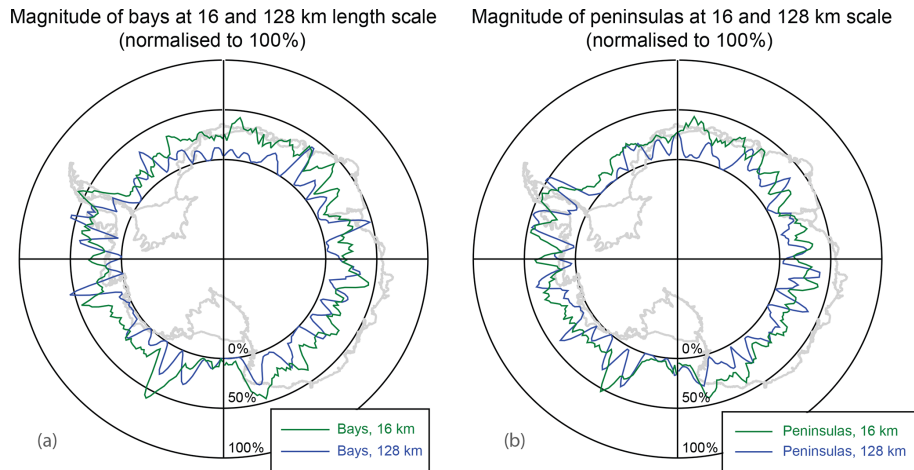 Magnitude of bays at 16 and 128 km length scale
(normalised to 100%)
0%
50%
100%
Bays, 16 km
Bays, 128 km
(a)
Magnitude of peninsulas at 16 and 128 km scale
(normalised to 100%)
0%
50%
100%
Peninsulas, 16 km
Peninsulas, 128 km
(b)